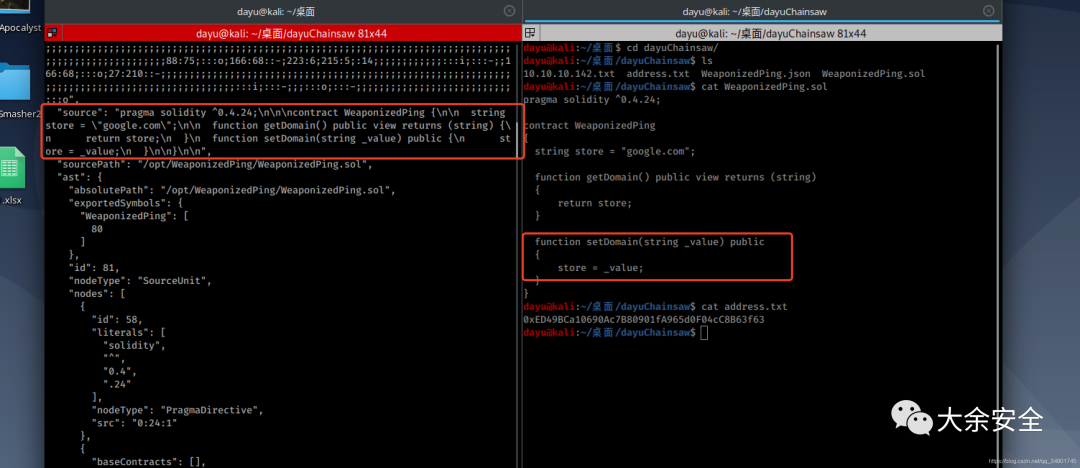 Apocalyst
Smasher2
.xlsx
dayu@kali: ~/桌面
dayu@kali: ~/桌面/dayuChainsaw 81x44
;;;;;;;;;;;;;;;;;;;;;88:75;:::o;166:68::-;223:6;215:5;:14;;;;;;;;;;;;;:::i;:::-;;1
66:68;:::o;27:210::-;;;;;;;;;;;;;;;;;;;;;;;;;;;;;;;;;;;;;;;;;;;;;;;;;;;;;;;;;;;;;;
;;;;;;;;;;;;;;;;;;;;;;;;;;;;;;;;;:::i;:::-;;;:::o;:::-;;;;;;;;;;;;;;;;;;;;;;;;;;;;
;::;o",
"source": "pragma solidity ^0.4.24;\n\n\ncontract WeaponizedPing {\n\n  string
store = \"google.com\";\n\n  function getDomain() public view returns (string) {\
n      return store;\n  }\n  function setDomain(string _value) public {\n      st
ore = _value;\n  }\n\n}\n\n",
"sourcePath": "/opt/WeaponizedPing/WeaponizedPing.sol",
"ast": {
"absolutePath": "/opt/WeaponizedPing/WeaponizedPing.sol",
"exportedSymbols": {
"WeaponizedPing": [
80
]
},
"id": 81,
"nodeType": "SourceUnit",
"nodes": [
{
"id": 58,
"literals": [
"solidity",
"^",
"0.4",
".24"
],
"nodeType": "PragmaDirective",
"src": "0:24:1"
},
{
"baseContracts": [],
dayu@kali: ~/桌面/dayuChainsaw
dayu@kali: ~/桌面/dayuChainsaw 81x44
dayu@kali:~/桌面$ cd dayuChainsaw/
dayu@kali:~/桌面/dayuChainsaw$ ls
10.10.10.142.txt  address.txt  WeaponizedPing.json  WeaponizedPing.sol
dayu@kali:~/桌面/dayuChainsaw$ cat WeaponizedPing.sol
pragma solidity ^0.4.24;
contract WeaponizedPing
{
string store = "google.com";
function getDomain() public view returns (string)
{
return store;
}
function setDomain(string _value) public
{
store = _value;
}
}
dayu@kali:~/桌面/dayuChainsaw$ cat address.txt
0xED49BCa10690Ac7B80901fA965d0F04cC8B63f63
dayu@kali:~/桌面/dayuChainsaw$
大余安全
https://blog.csdn.net/qq_34801745